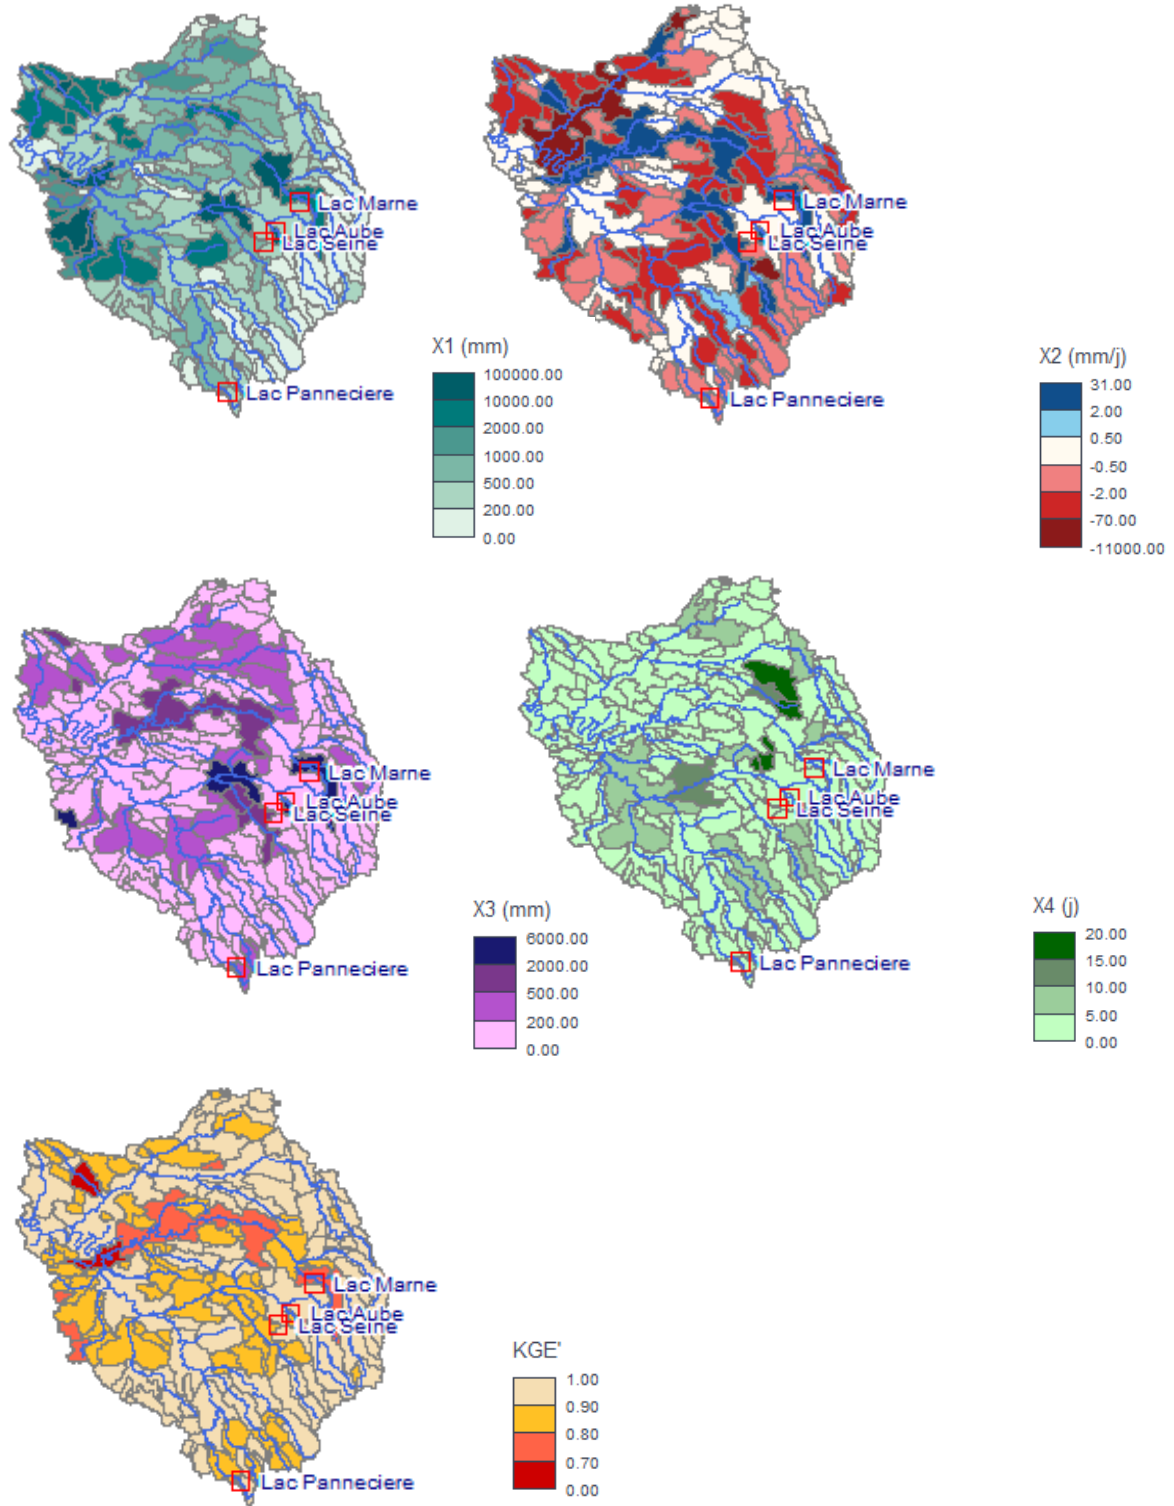 Lac Marne
Lac Aube
Lac Seine
Lac Panneciere
X1 (mm)
100000.00
10000.00
2000.00
1000.00
500.00
200.00
0.00
Lac Marne
Lac Aube
Lac Seine
Lac Panneciere
X2 (mm/j)
31.00
2.00
0.50
-0.50
-2.00
-70.00
-11000.00
Lac Marne
Lac Aube
Lac Seine
Lac Panneciere
X3 (mm)
6000.00
2000.00
500.00
200.00
0.00
Lac Marne
Lac Aube
Lac Seine
Lac Panneciere
X4 (j)
20.00
15.00
10.00
5.00
0.00
Lac Marne
Lac Aube
Lac Seine
Lac Panneciere
KGE'
1.00
0.90
0.80
0.70
0.00